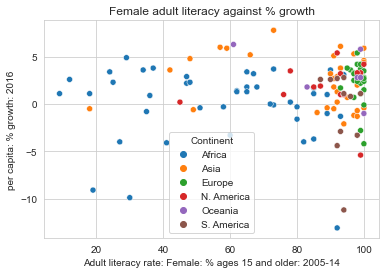 Female adult literacy against % growth
per capita: % growth: 2016
5
0
−5
−10
Continent
Africa
Asia
Europe
N. America
Oceania
S. America
20
40
60
80
100
Adult literacy rate: Female: % ages 15 and older: 2005-14